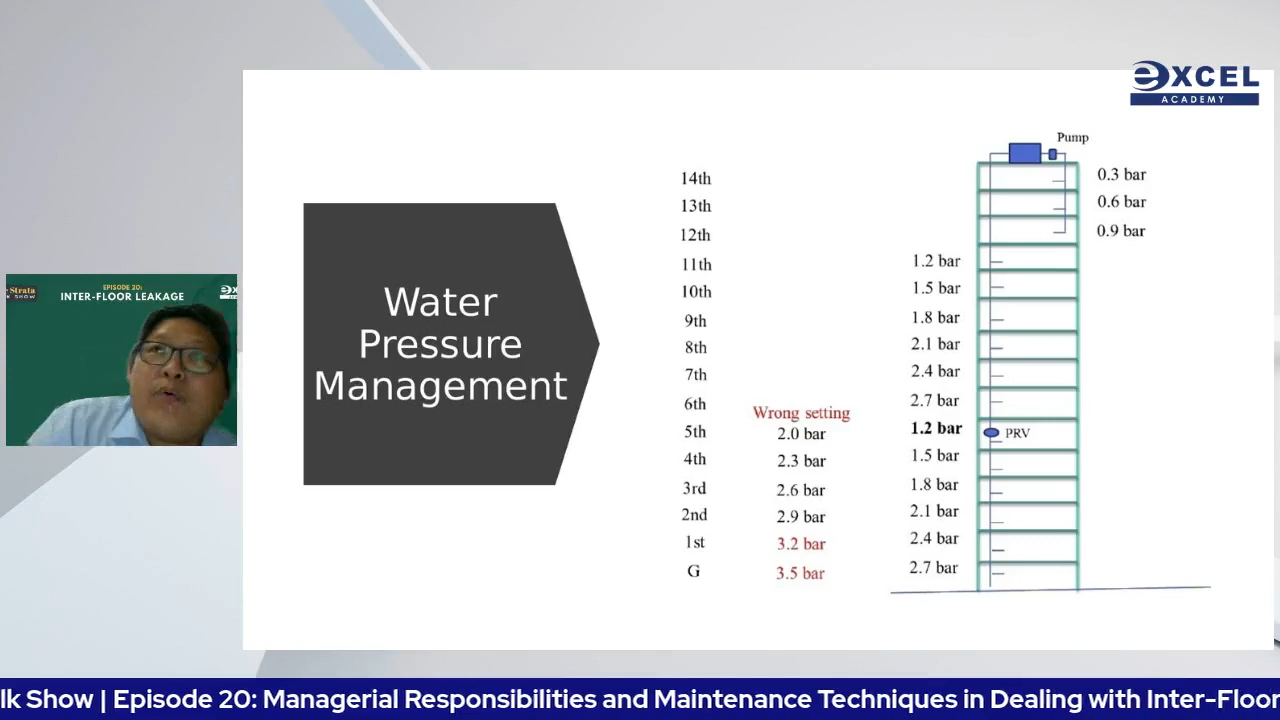 eXCEL
ACADEMY
Pump
14th
0.3 bar
13th
0.6 bar
12th
0.9 bar
11th
1.2 bar
10th
1.5 bar
9th
1.8 bar
8th
2.1 bar
7th
2.4 bar
6th
2.7 bar
Wrong setting
5th
2.0 bar
1.2 bar
PRV
4th
2.3 bar
1.5 bar
3rd
2.6 bar
1.8 bar
2nd
2.9 bar
2.1 bar
1st
3.2 bar
2.4 bar
G
3.5 bar
2.7 bar
Water
Pressure
Management
Strata
SHOW
EPISODE 20:
INTER-FLOOR LEAKAGE
lk Show | Episode 20: Managerial Responsibilities and Maintenance Techniques in Dealing with Inter-Floor